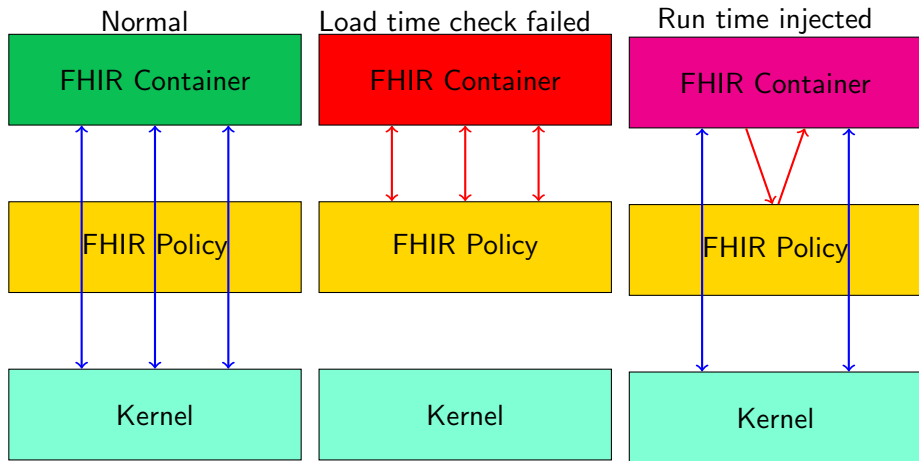 Normal
Load time check failed
Run time injected
FHIR Container
FHIR Container
FHIR Container
FHIR Policy
FHIR Policy
FHIR Policy
Kernel
Kernel
Kernel